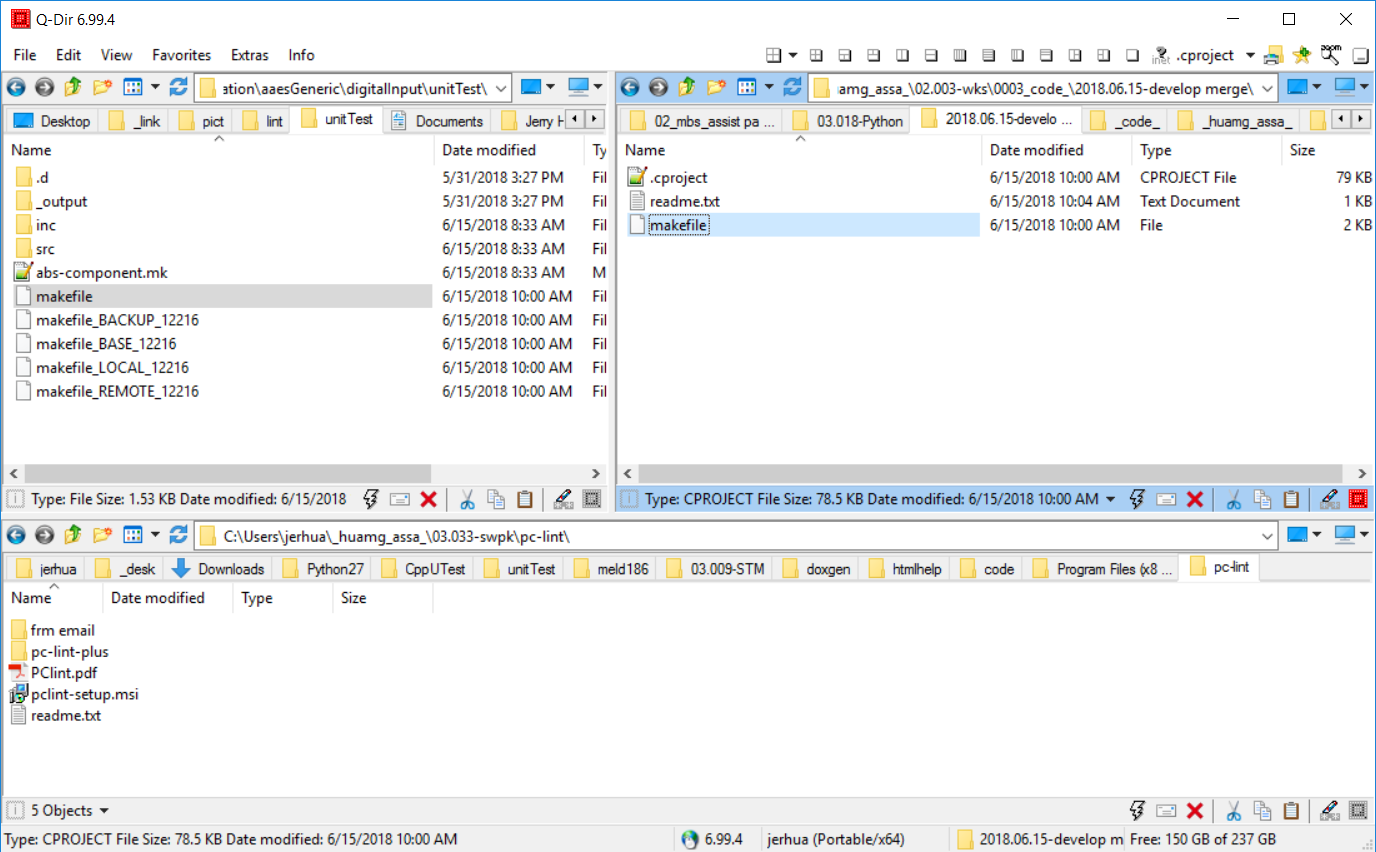 Q-Dir 6.99.4
File Edit View Favorites Extras Info
.cproject
ation\aaesGeneric\digitalInput\unitTest\
Desktop _link pict lint unitTest Documents Jerry H
Name Date modified Ty
.d 5/31/2018 3:27 PM Fil
_output 5/31/2018 3:27 PM Fil
inc 6/15/2018 8:33 AM Fil
src 6/15/2018 8:33 AM Fil
abs-component.mk 6/15/2018 8:33 AM M
makefile 6/15/2018 10:00 AM Fil
makefile_BACKUP_12216 6/15/2018 10:00 AM Fil
makefile_BASE_12216 6/15/2018 10:00 AM Fil
makefile_LOCAL_12216 6/15/2018 10:00 AM Fil
makefile_REMOTE_12216 6/15/2018 10:00 AM Fil
Type: File Size: 1.53 KB Date modified: 6/15/2018
amg_assa_\02.003-wks\0003_code_\2018.06.15-develop merge\
02_mbs_assist pa ... 03.018-Python 2018.06.15-develo ... _code_ _huamg_assa_
Name Date modified Type Size
.cproject 6/15/2018 10:00 AM CPROJECT File 79 KB
readme.txt 6/15/2018 10:04 AM Text Document 1 KB
makefile 6/15/2018 10:00 AM File 2 KB
Type: CPROJECT File Size: 78.5 KB Date modified: 6/15/2018 10:00 AM
C:\Users\jerhua\_huamg_assa_\03.033-swpk\pc-lint\
jerhua _desk Downloads Python27 CppUTest unitTest meld186 03.009-STM doxgen htmlhelp code Program Files (x8 ... pc-lint
Name Date modified Type Size
frm email
pc-lint-plus
PClint.pdf
pclint-setup.msi
readme.txt
5 Objects
Type: CPROJECT File Size: 78.5 KB Date modified: 6/15/2018 10:00 AM 6.99.4 jerhua (Portable/x64) 2018.06.15-develop m Free: 150 GB of 237 GB